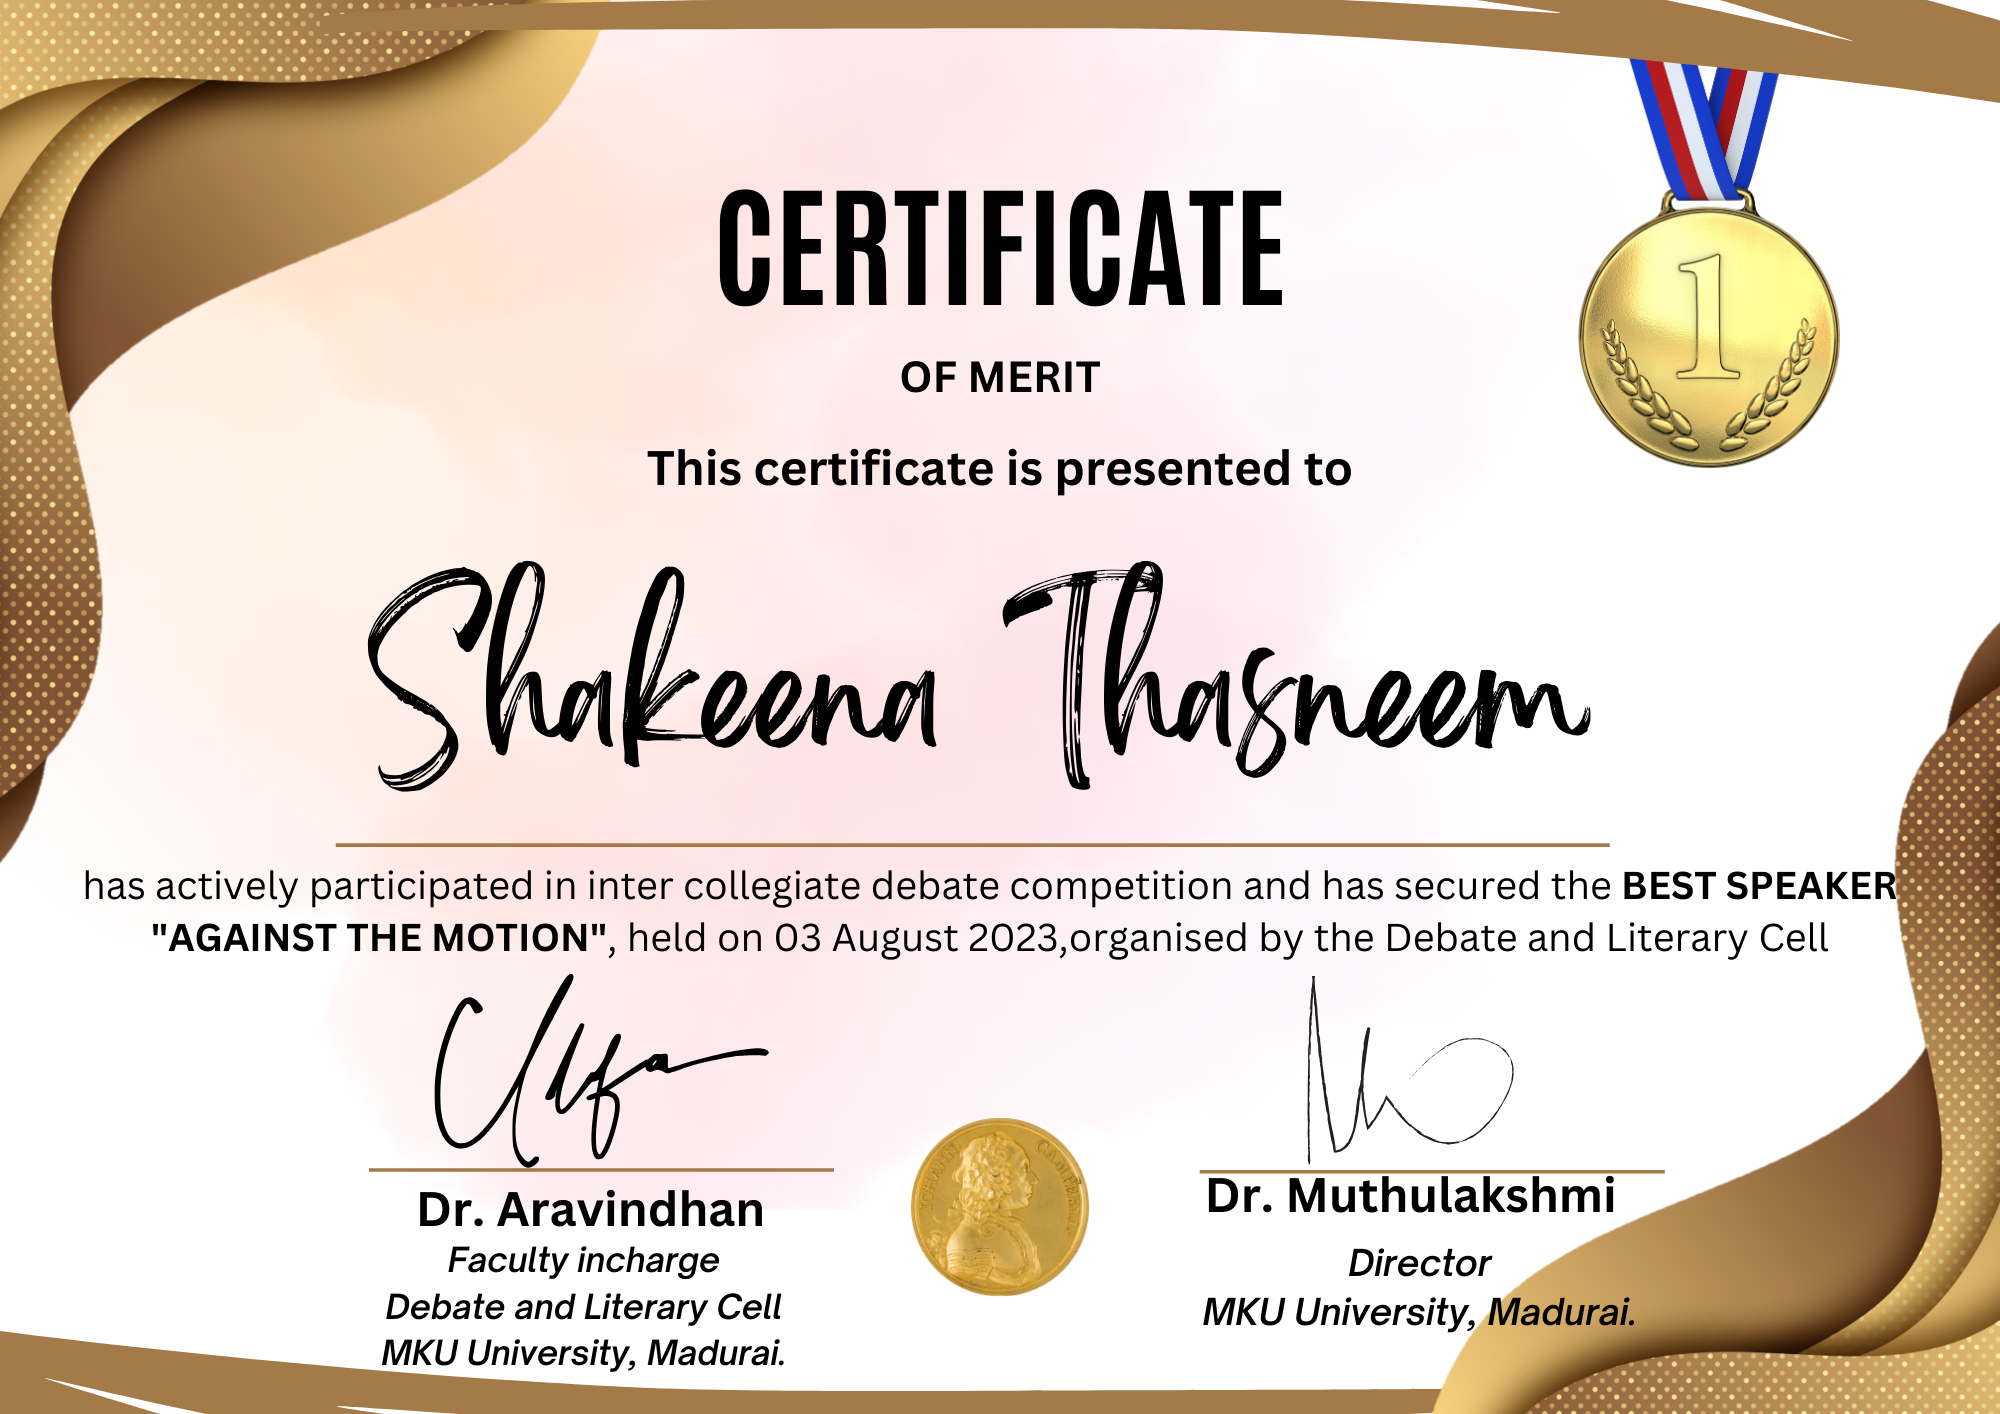 CERTIFICATE
OF MERIT
This certificate is presented to
Shakeena Thasneem
has actively participated in inter collegiate debate competition and has secured the BEST SPEAKER
"AGAINST THE MOTION", held on 03 August 2023,organised by the Debate and Literary Cell
Dr. Aravindhan
Faculty incharge
Debate and Literary Cell
MKU University, Madurai.
Dr. Muthulakshmi
Director
MKU University, Madurai.
1